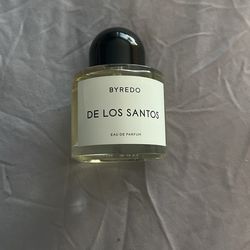 BYREDO
DE LOS SANTOS
EAU DE PARFUM